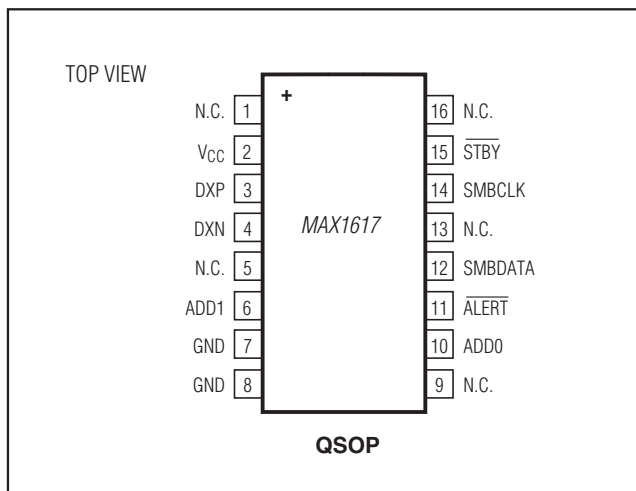 TOP VIEW
+
N.C. 1 16 N.C.
VCC 2 15 STBY
DXP 3 14 SMBCLK
DXN 4 MAX1617 13 N.C.
N.C. 5 12 SMBDATA
ADD1 6 11 ALERT
GND 7 10 ADD0
GND 8 9 N.C.
QSOP